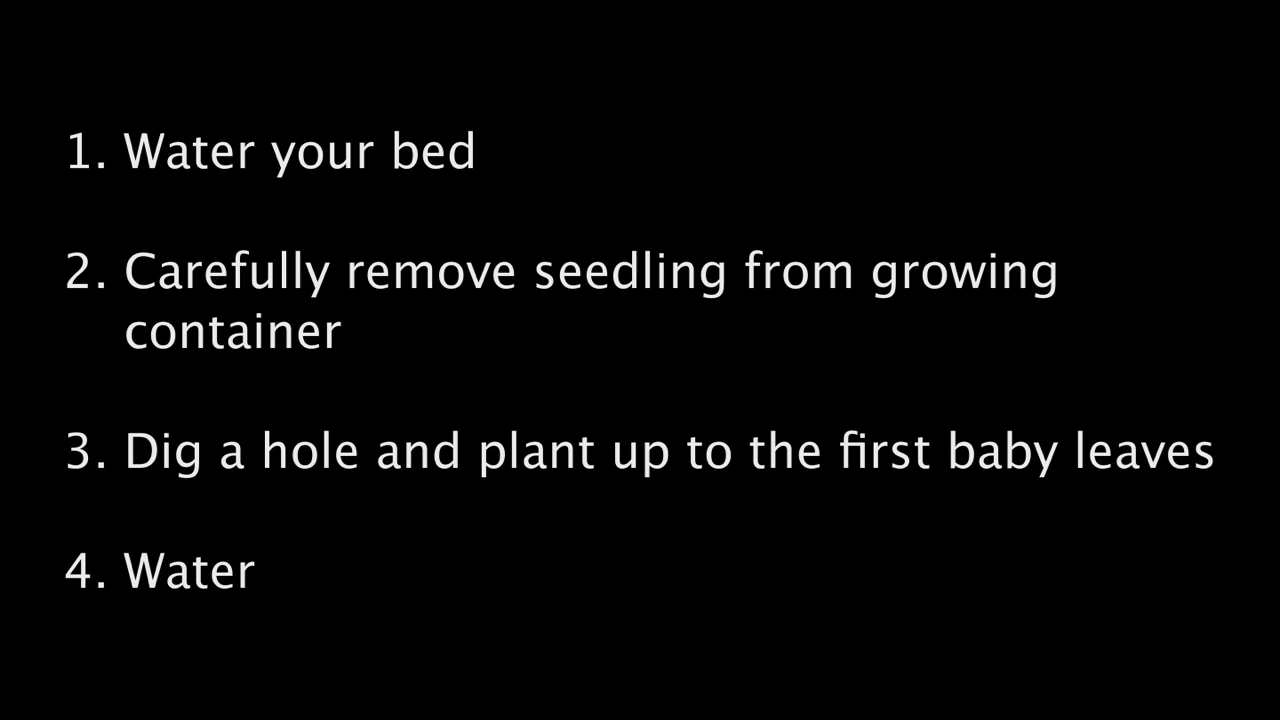 1. Water your bed
2. Carefully remove seedling from growing
container
3. Dig a hole and plant up to the first baby leaves
4. Water